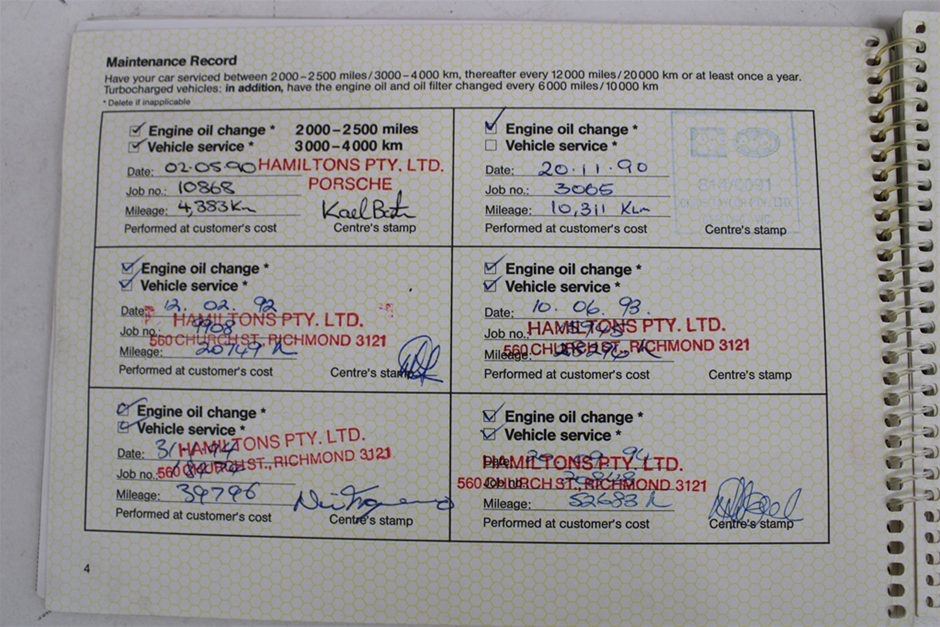 Maintenance Record
Have your car serviced between 2000–2500 miles/3000–4000 km, thereafter every 12000 miles/20000 km or at least once a year.
Turbocharged vehicles: in addition, have the engine oil and oil filter changed every 6000 miles/10000 km
* Delete if inapplicable
Engine oil change * 2000–2500 miles
Vehicle service * 3000–4000 km
Date: 02.05.90 HAMILTONS PTY. LTD.
Job no.: 10868 PORSCHE
Mileage: 4,383 Km
Performed at customer's cost Centre's stamp
Engine oil change *
Vehicle service *
Date: 20.11.90
Job no.: 3065
Mileage: 10,311 Km
Performed at customer's cost Centre's stamp
Engine oil change *
Vehicle service *
Date: 12. 02. 92
HAMILTONS PTY. LTD.
Job no.: 9908
560 CHURCH ST., RICHMOND 3121
Mileage: 20749 K
Performed at customer's cost Centre's stamp
Engine oil change *
Vehicle service *
Date: 10. 06. 93.
Job no.: HAMILTONS PTY. LTD.
560 CHURCH ST., RICHMOND 3121
Mileage:
Performed at customer's cost Centre's stamp
Engine oil change *
Vehicle service *
Date:
HAMILTONS PTY. LTD.
Job no.:
560 CHURCH ST., RICHMOND 3121
Mileage: 39796
Performed at customer's cost Centre's stamp
Engine oil change *
Vehicle service *
Date:
HAMILTONS PTY. LTD.
Job no.:
560 CHURCH ST., RICHMOND 3121
Mileage: 52683 K
Performed at customer's cost Centre's stamp
4